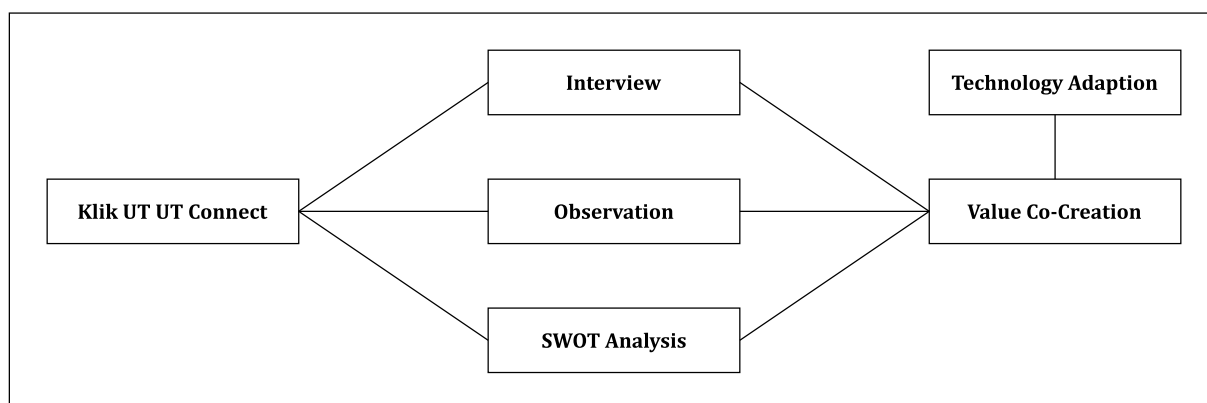 Interview
Technology Adaption
Klik UT UT Connect
Observation
Value Co-Creation
SWOT Analysis